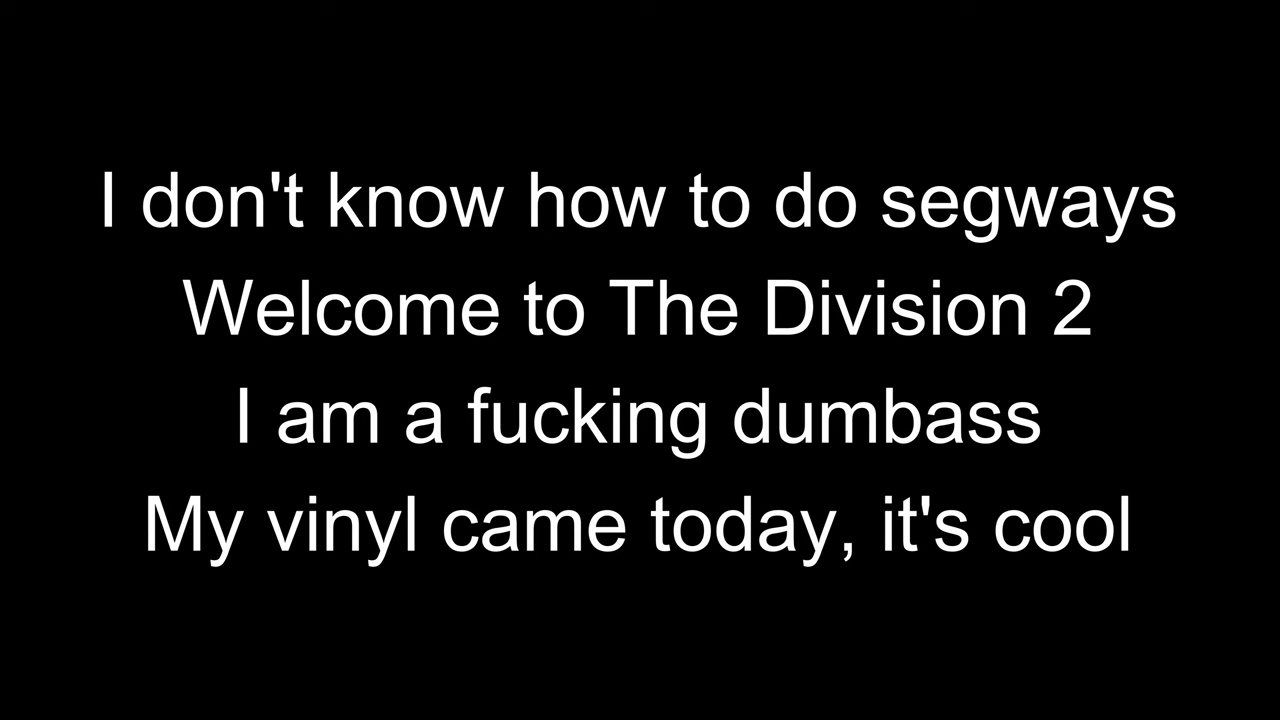 I don't know how to do segways
Welcome to The Division 2
I am a fucking dumbass
My vinyl came today, it's cool